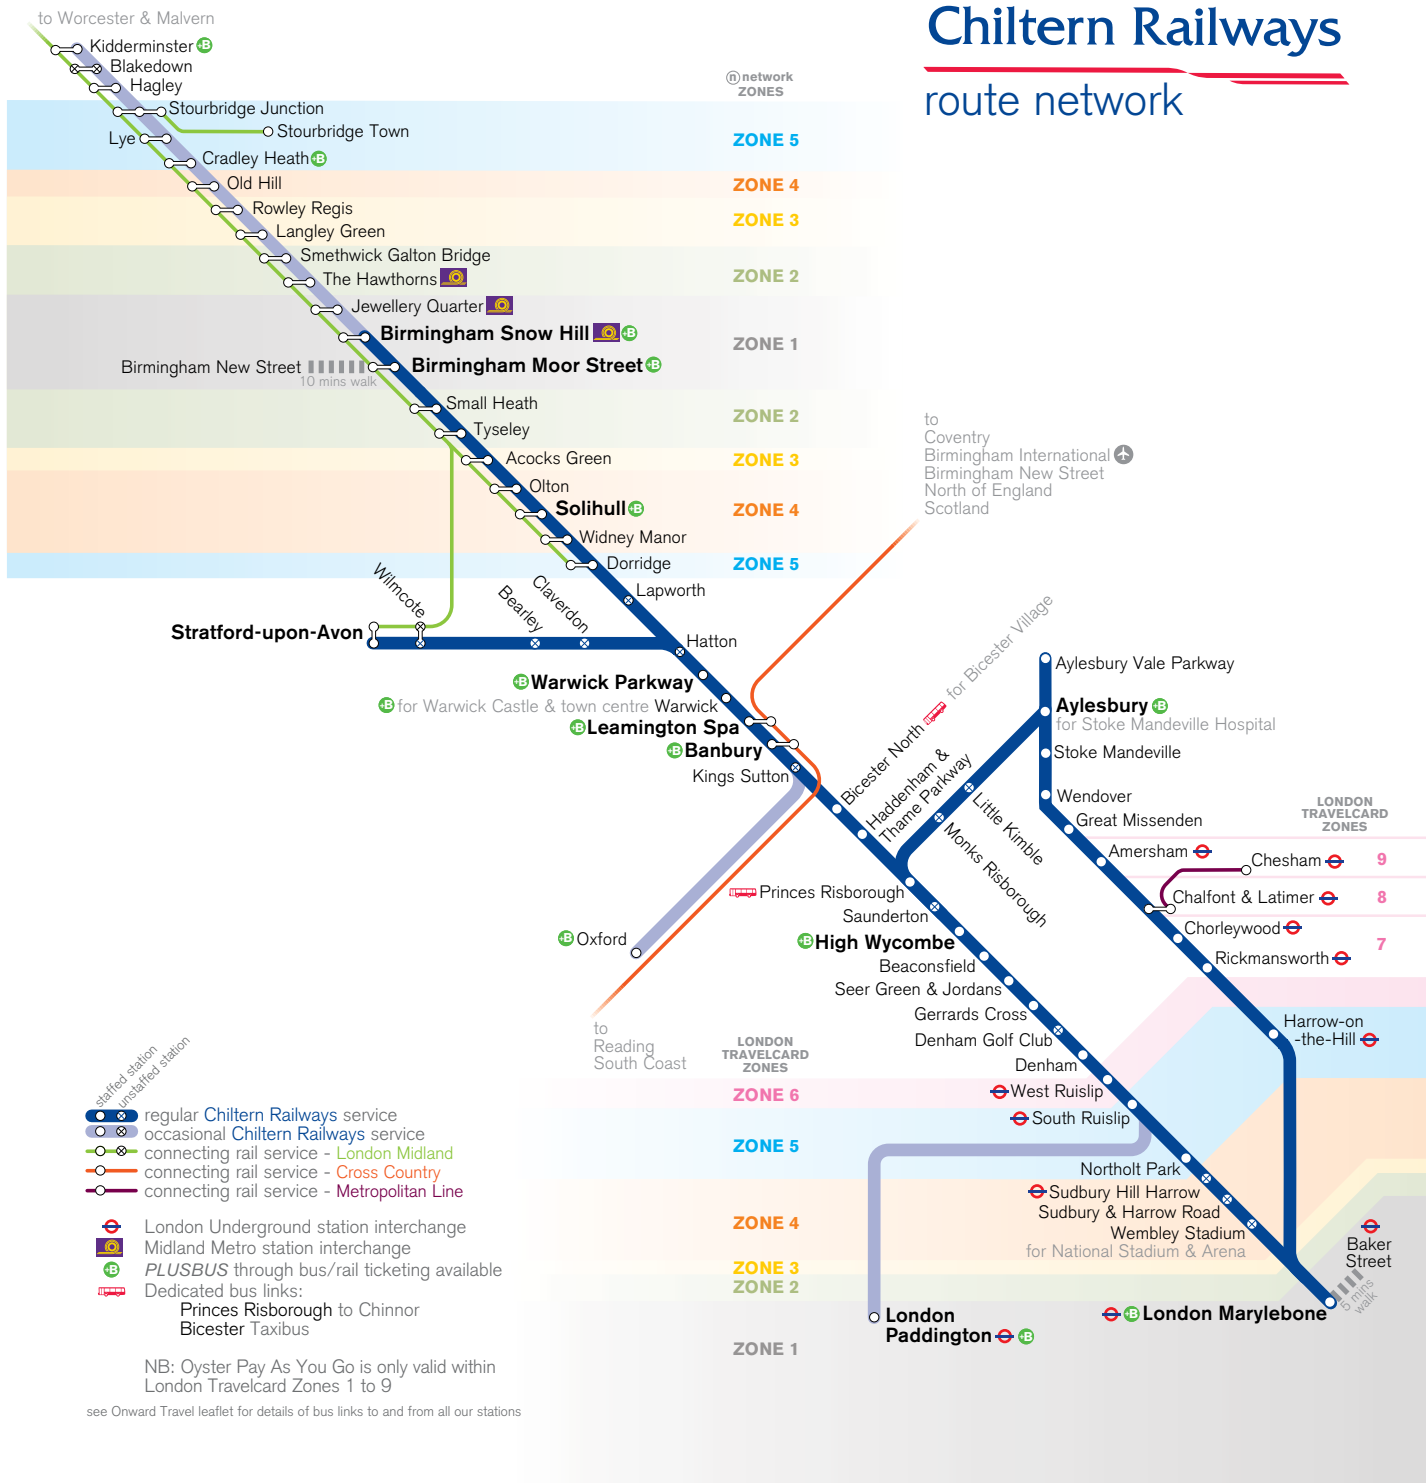 to Worcester & Malvern
Chiltern Railways
route network
Kidderminster +B
Blakedown
Hagley
Stourbridge Junction
Stourbridge Town
Lye
Cradley Heath +B
Old Hill
Rowley Regis
Langley Green
Smethwick Galton Bridge
The Hawthorns
Jewellery Quarter
Birmingham Snow Hill +B
Birmingham New Street
10 mins walk
Birmingham Moor Street +B
Small Heath
Tyseley
Acocks Green
Olton
Solihull +B
Widney Manor
Dorridge
Lapworth
n network
ZONES
ZONE 5
ZONE 4
ZONE 3
ZONE 2
ZONE 1
ZONE 2
ZONE 3
ZONE 4
ZONE 5
to
Coventry
Birmingham International
Birmingham New Street
North of England
Scotland
Wilmcote
Bearley
Claverdon
Stratford-upon-Avon
Hatton
+B Warwick Parkway
+B for Warwick Castle & town centre Warwick
+B Leamington Spa
+B Banbury
Kings Sutton
+B Oxford
to
Reading
South Coast
Bicester North for Bicester Village
Haddenham &
Thame Parkway
Little Kimble
Monks Risborough
Princes Risborough
Saunderton
+B High Wycombe
Beaconsfield
Seer Green & Jordans
Gerrards Cross
Denham Golf Club
Denham
West Ruislip
South Ruislip
Northolt Park
Sudbury Hill Harrow
Sudbury & Harrow Road
Wembley Stadium
for National Stadium & Arena
Aylesbury Vale Parkway
Aylesbury +B
for Stoke Mandeville Hospital
Stoke Mandeville
Wendover
Great Missenden
Amersham
Chesham
Chalfont & Latimer
Chorleywood
Rickmansworth
Harrow-on
-the-Hill
LONDON
TRAVELCARD
ZONES
9
8
7
LONDON
TRAVELCARD
ZONES
ZONE 6
ZONE 5
ZONE 4
ZONE 3
ZONE 2
ZONE 1
Baker
Street
5 mins
walk
+B London Marylebone
London
Paddington +B
staffed station
unstaffed station
regular Chiltern Railways service
occasional Chiltern Railways service
connecting rail service - London Midland
connecting rail service - Cross Country
connecting rail service - Metropolitan Line
London Underground station interchange
Midland Metro station interchange
+B PLUSBUS through bus/rail ticketing available
Dedicated bus links:
Princes Risborough to Chinnor
Bicester Taxibus
NB: Oyster Pay As You Go is only valid within
London Travelcard Zones 1 to 9
see Onward Travel leaflet for details of bus links to and from all our stations